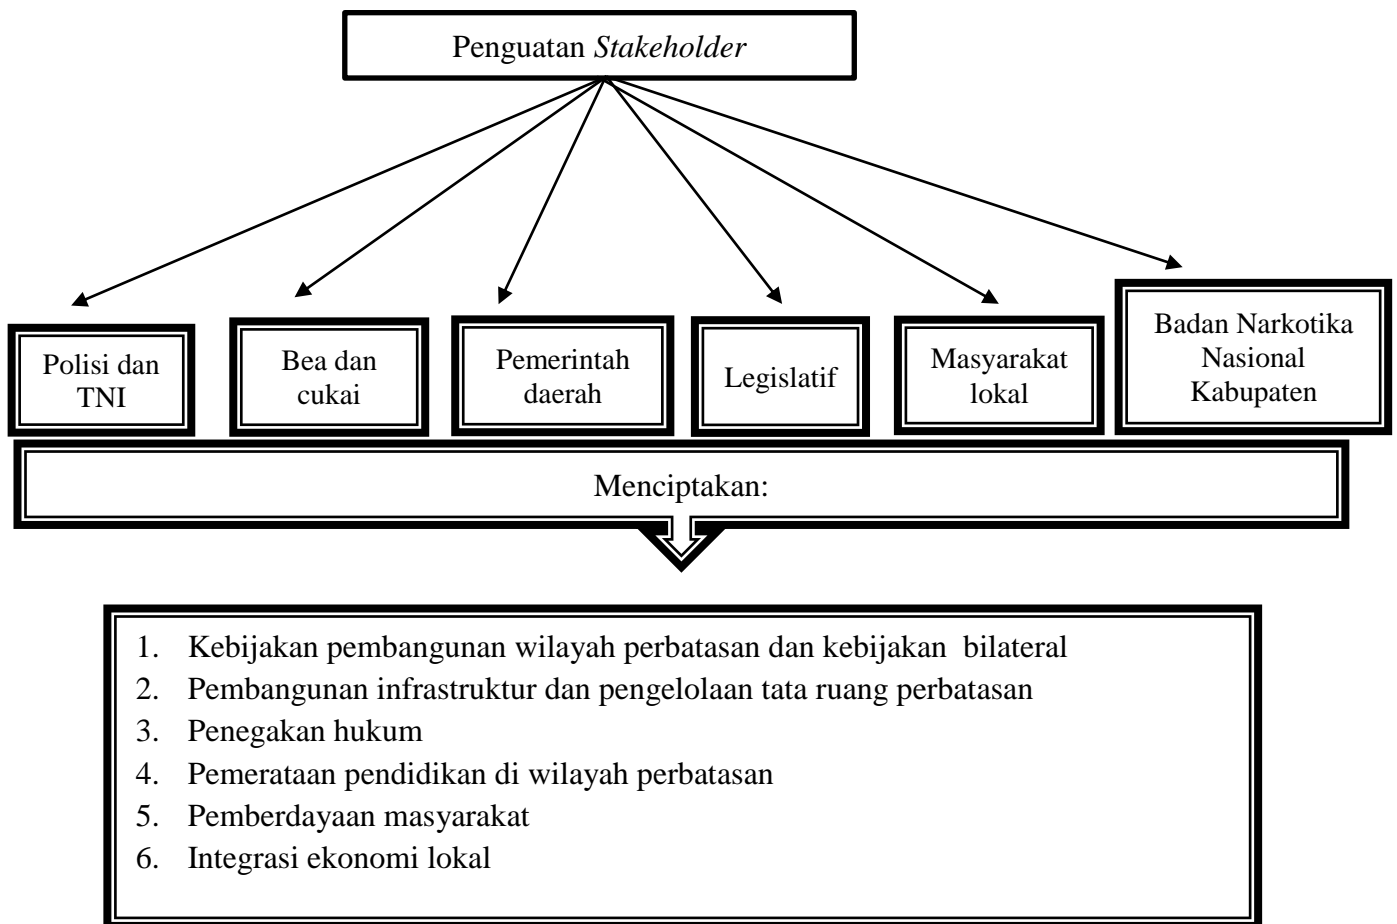 Penguatan Stakeholder
Polisi dan
TNI
Bea dan
cukai
Pemerintah
daerah
Legislatif
Masyarakat
lokal
Badan Narkotika
Nasional
Kabupaten
Menciptakan:
1. Kebijakan pembangunan wilayah perbatasan dan kebijakan bilateral
2. Pembangunan infrastruktur dan pengelolaan tata ruang perbatasan
3. Penegakan hukum
4. Pemerataan pendidikan di wilayah perbatasan
5. Pemberdayaan masyarakat
6. Integrasi ekonomi lokal